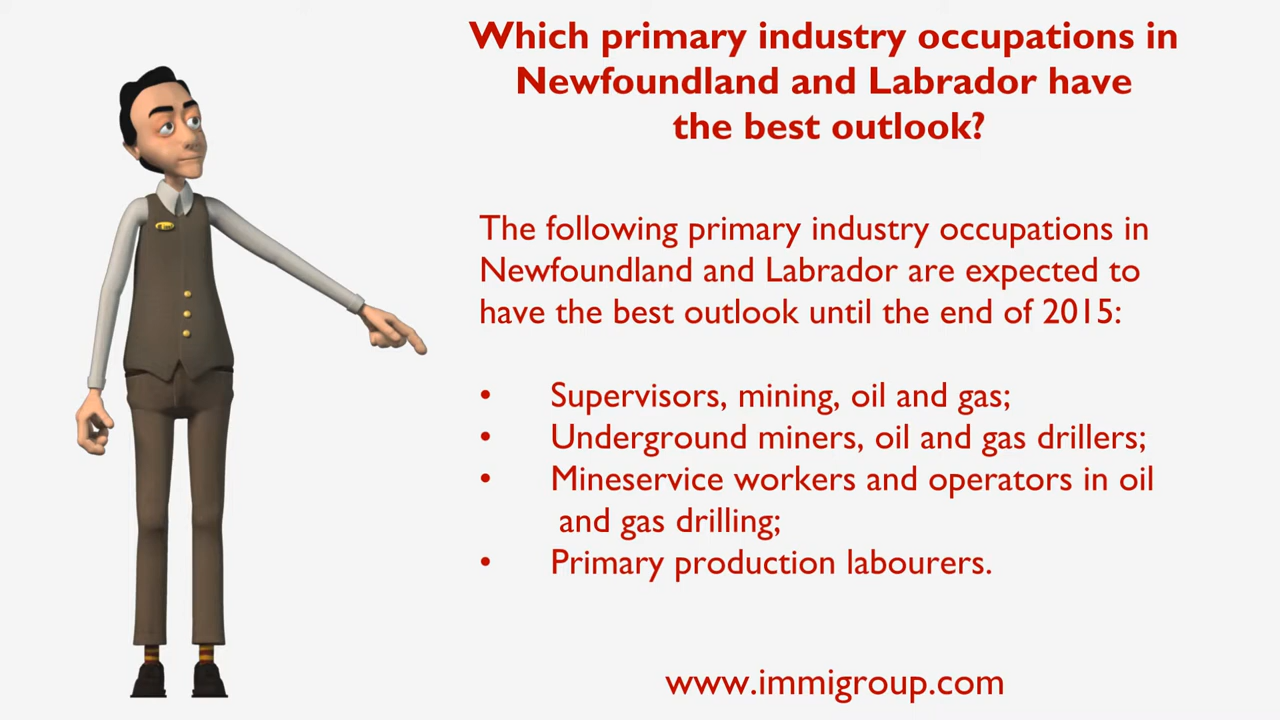 Which primary industry occupations in
Newfoundland and Labrador have
the best outlook?
The following primary industry occupations in
Newfoundland and Labrador are expected to
have the best outlook until the end of 2015:
• Supervisors, mining, oil and gas;
• Underground miners, oil and gas drillers;
• Mineservice workers and operators in oil
and gas drilling;
• Primary production labourers.
www.immigroup.com